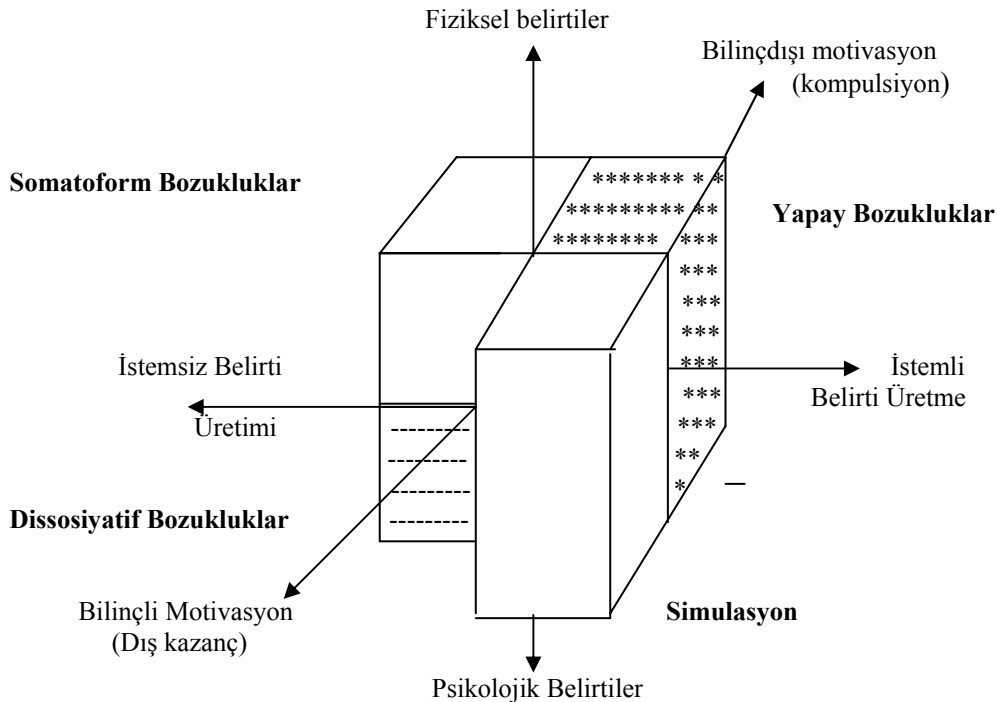 Fiziksel belirtiler
Bilinçdışı motivasyon
(kompulsiyon)
Somatoform Bozukluklar
******* * *
********* **
Yapay Bozukluklar
******** ***
***
***
***
İstemsiz Belirti
***
İstemli
***
Belirti Üretme
Üretimi
***
**
*
Dissosiyatif Bozukluklar
Bilinçli Motivasyon
(Dış kazanç)
Simulasyon
Psikolojik Belirtiler